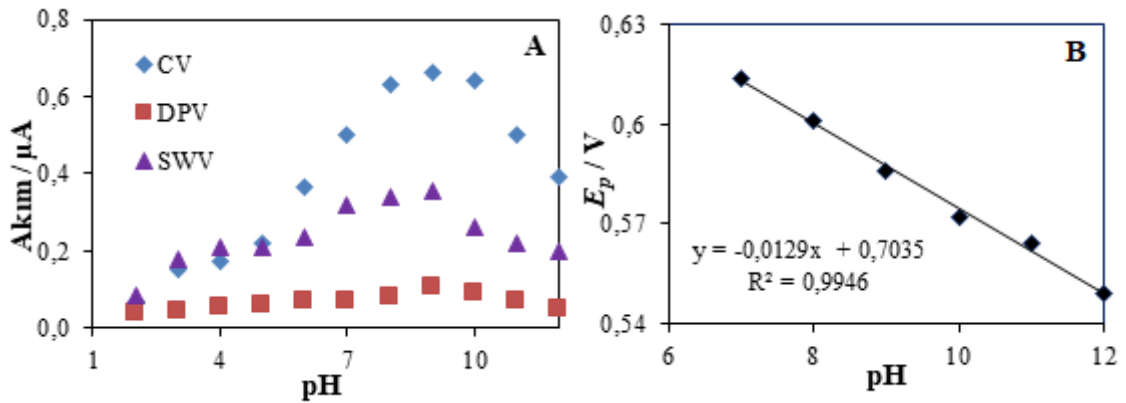 A
0,8
0,6
0,4
0,2
0,0
Akım / µA
CV
DPV
SWV
1
4
7
10
pH
B
0,63
0,6
0,57
0,54
Ep / V
y = -0,0129x + 0,7035
R² = 0,9946
6
8
10
12
pH